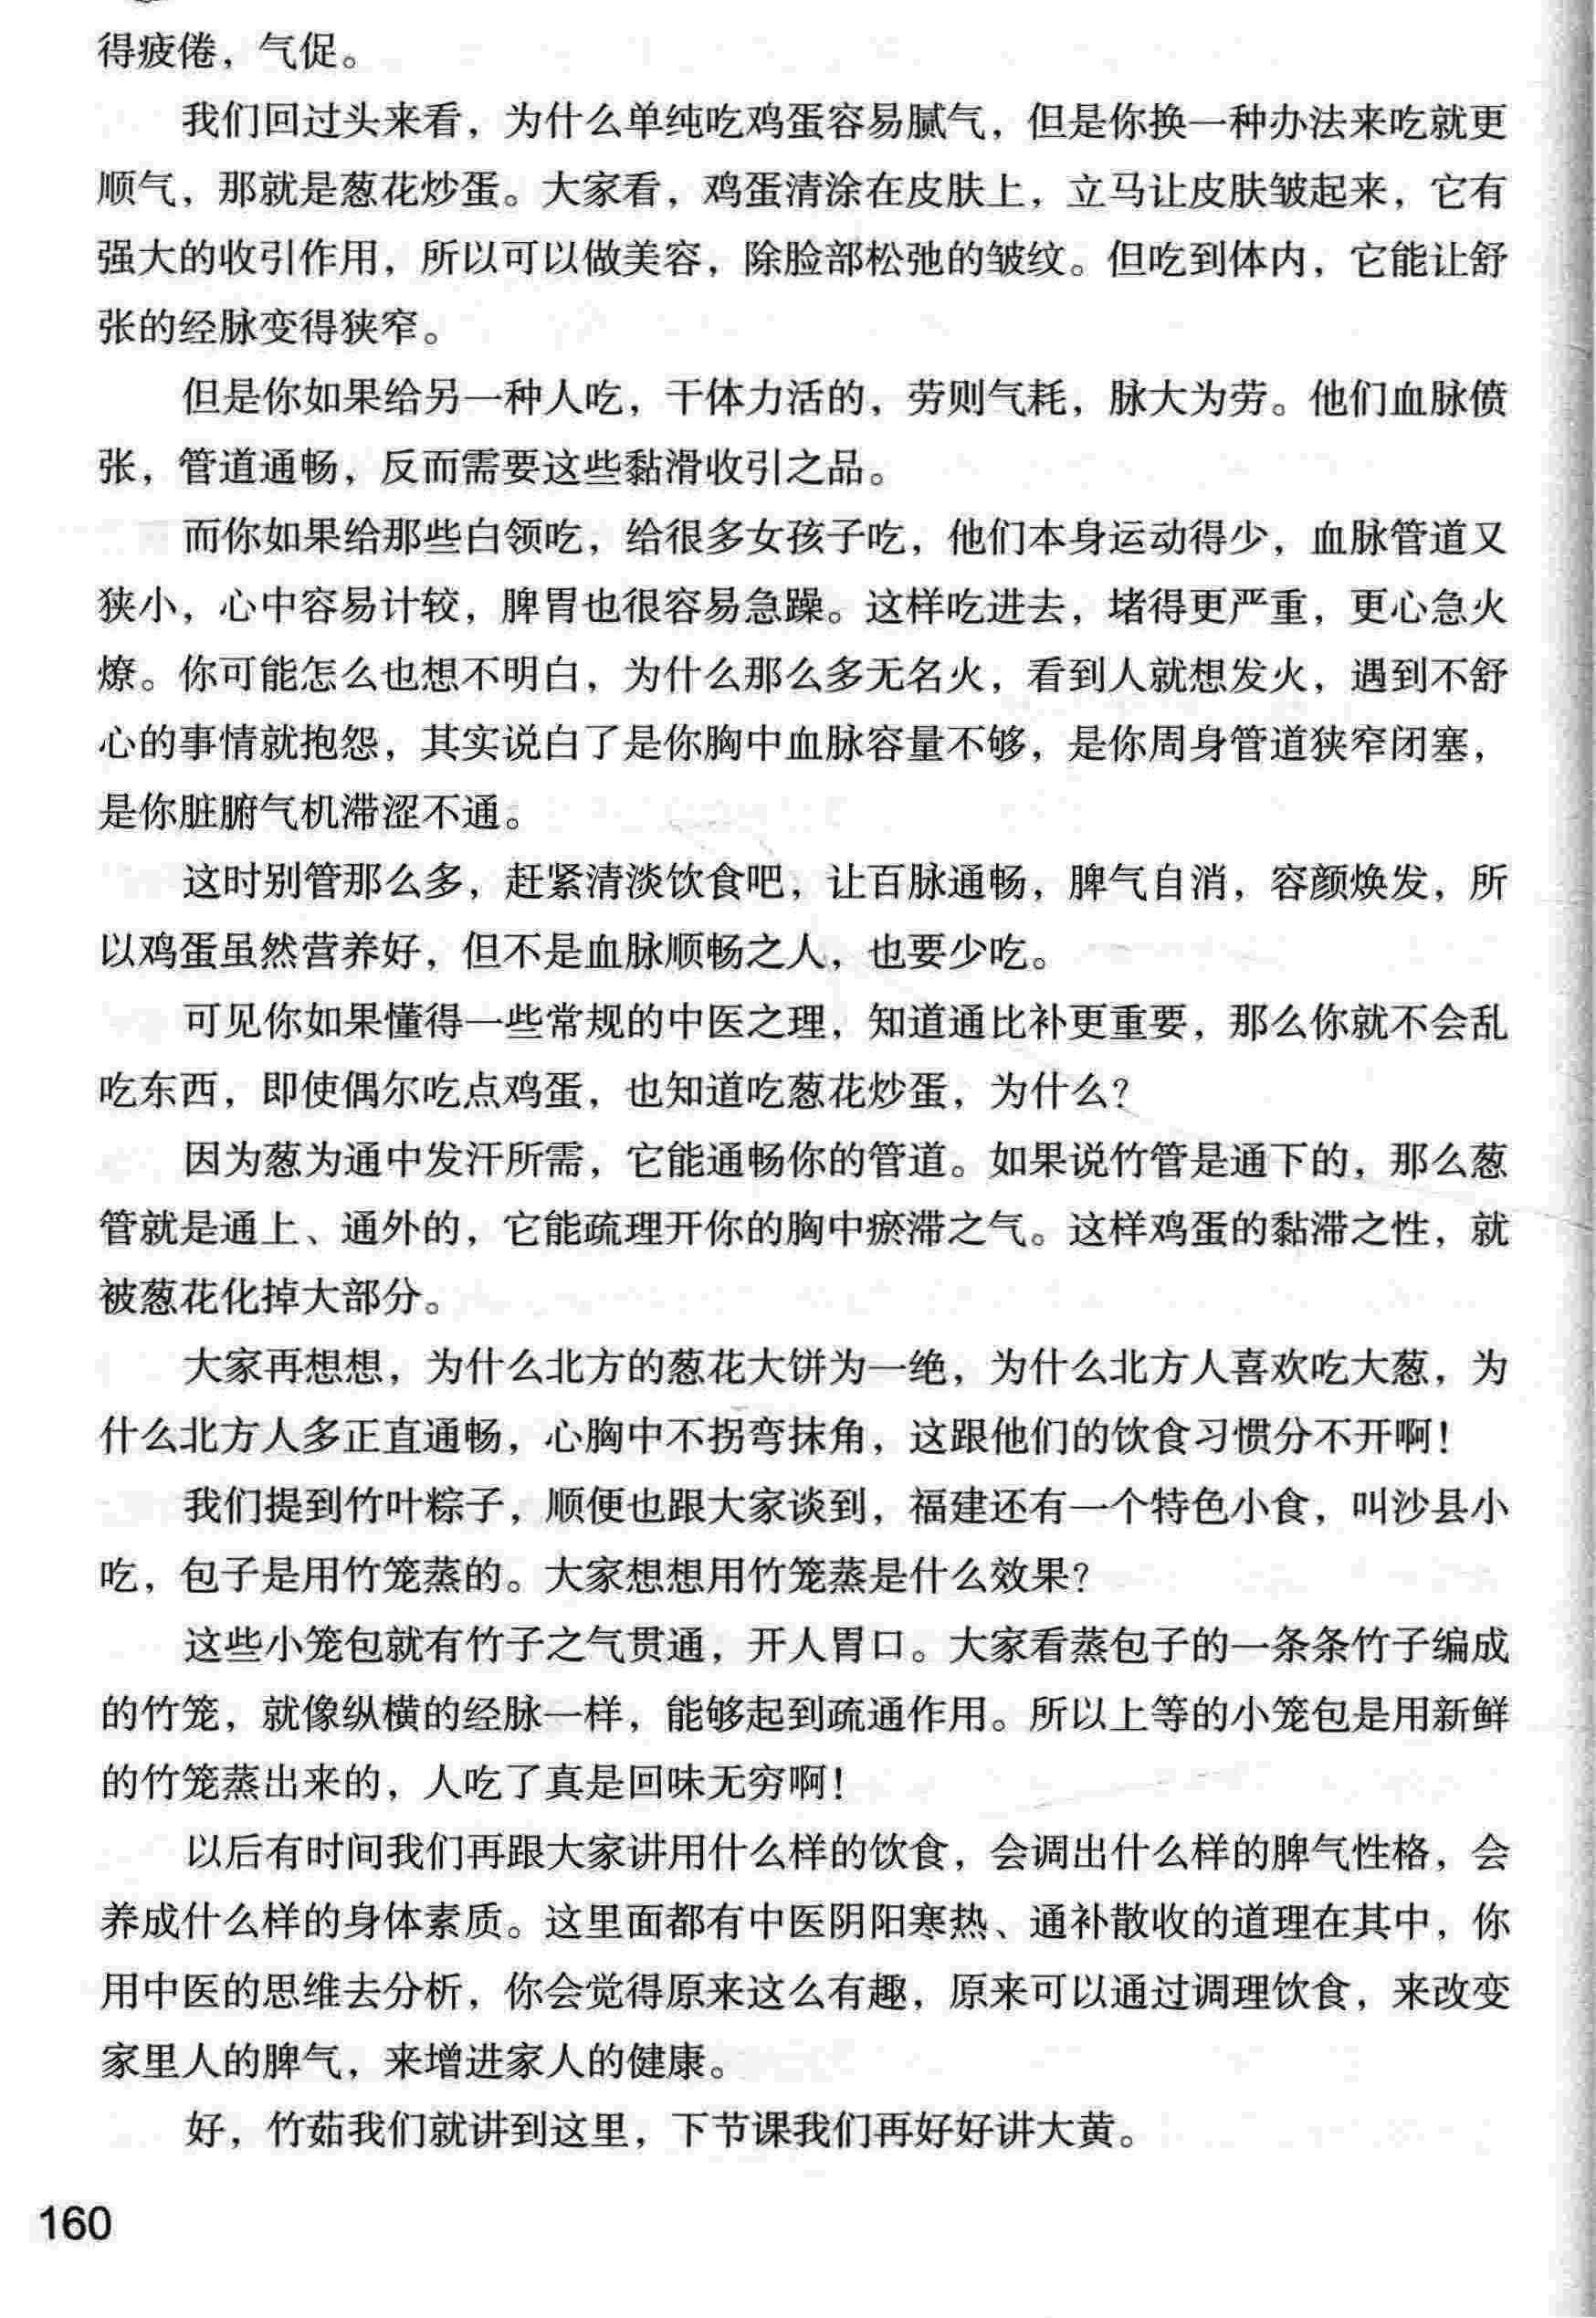 得疲倦，气促。
我们回过头来看，为什么单纯吃鸡蛋容易腻气，但是你换一种办法来吃就更
顺气，那就是葱花炒蛋。大家看，鸡蛋清涂在皮肤上，立马让皮肤皱起来，它有
强大的收引作用，所以可以做美容，除脸部松弛的皱纹。但吃到体内，它能让舒
张的经脉变得狭窄。
但是你如果给另一种人吃，干体力活的，劳则气耗，脉大为劳。他们血脉偾
张，管道通畅，反而需要这些黏滑收引之品。
而你如果给那些白领吃，给很多女孩子吃，他们本身运动得少，血脉管道又
狭小，心中容易计较，脾胃也很容易急躁。这样吃进去，堵得更严重，更心急火
燎。你可能怎么也想不明白，为什么那么多无名火，看到人就想发火，遇到不舒
心的事情就抱怨，其实说白了是你胸中血脉容量不够，是你周身管道狭窄闭塞，
是你脏腑气机滞涩不通。
这时别管那么多，赶紧清淡饮食吧，让百脉通畅，脾气自消，容颜焕发，所
以鸡蛋虽然营养好，但不是血脉顺畅之人，也要少吃。
可见你如果懂得一些常规的中医之理，知道通比补更重要，那么你就不会乱
吃东西，即使偶尔吃点鸡蛋，也知道吃葱花炒蛋，为什么？
因为葱为通中发汗所需，它能通畅你的管道。如果说竹管是通下的，那么葱
管就是通上、通外的，它能疏理开你的胸中瘀滞之气。这样鸡蛋的黏滞之性，就
被葱花化掉大部分。
大家再想想，为什么北方的葱花大饼为一绝，为什么北方人喜欢吃大葱，为
什么北方人多正直通畅，心胸中不拐弯抹角，这跟他们的饮食习惯分不开啊！
我们提到竹叶粽子，顺便也跟大家谈到，福建还有一个特色小食，叫沙县小
吃，包子是用竹笼蒸的。大家想想用竹笼蒸是什么效果？
这些小笼包就有竹子之气贯通，开人胃口。大家看蒸包子的一条条竹子编成
的竹笼，就像纵横的经脉一样，能够起到疏通作用。所以上等的小笼包是用新鲜
的竹笼蒸出来的，人吃了真是回味无穷啊！
以后有时间我们再跟大家讲用什么样的饮食，会调出什么样的脾气性格，会
养成什么样的身体素质。这里面都有中医阴阳寒热、通补散收的道理在其中，你
用中医的思维去分析，你会觉得原来这么有趣，原来可以通过调理饮食，来改变
家里人的脾气，来增进家人的健康。
好，竹茹我们就讲到这里，下节课我们再好好讲大黄。
160